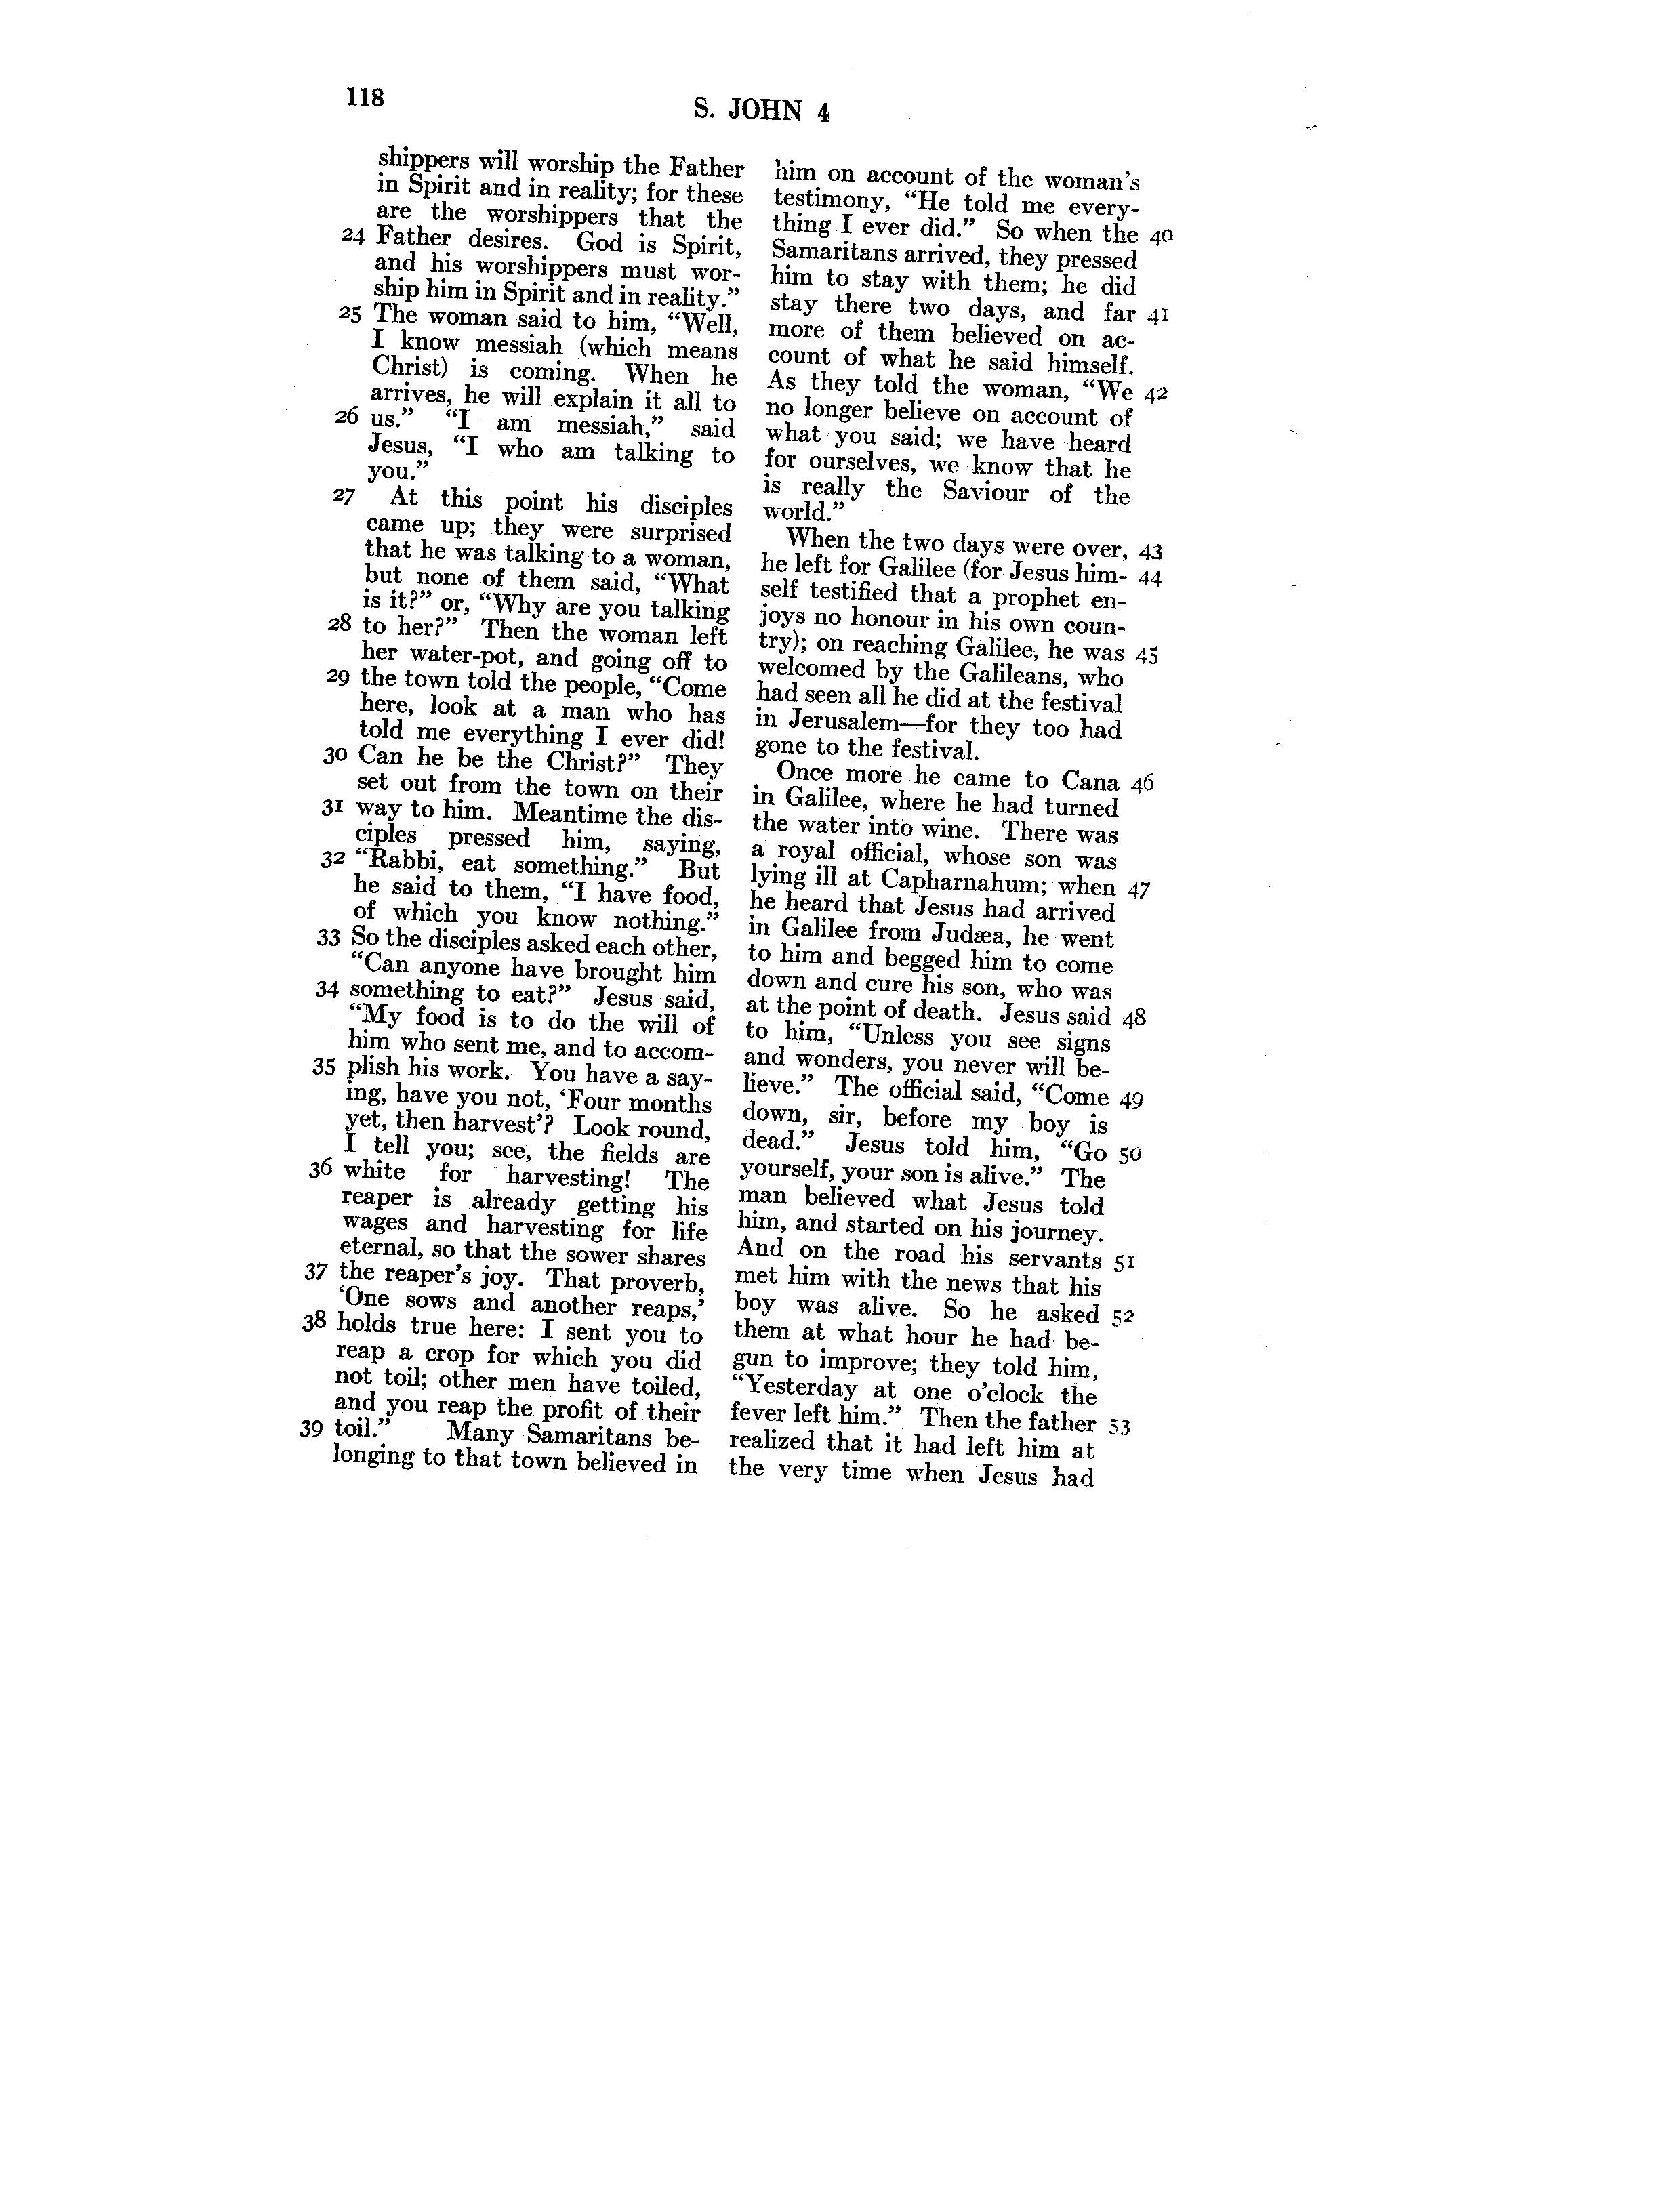 118
S. JOHN 4
shippers will worship the Father
in Spirit and in reality; for these
are the worshippers that the
24 Father desires. God is Spirit,
and his worshippers must wor-
ship him in Spirit and in reality.”
25 The woman said to him, “Well,
I know messiah (which means
Christ) is coming. When he
arrives, he will explain it all to
26 us.” “I am messiah,” said
Jesus, “I who am talking to
you.”
27 At this point his disciples
came up; they were surprised
that he was talking to a woman,
but none of them said, “What
is it?” or, “Why are you talking
28 to her?” Then the woman left
her water-pot, and going off to
29 the town told the people, “Come
here, look at a man who has
told me everything I ever did!
30 Can he be the Christ?” They
set out from the town on their
31 way to him. Meantime the dis-
ciples pressed him, saying,
32 “Rabbi, eat something.” But
he said to them, “I have food,
of which you know nothing.”
33 So the disciples asked each other,
“Can anyone have brought him
34 something to eat?” Jesus said,
“My food is to do the will of
him who sent me, and to accom-
35 plish his work. You have a say-
ing, have you not, ‘Four months
yet, then harvest’? Look round,
I tell you; see, the fields are
36 white for harvesting! The
reaper is already getting his
wages and harvesting for life
eternal, so that the sower shares
37 the reaper’s joy. That proverb,
‘One sows and another reaps,’
38 holds true here: I sent you to
reap a crop for which you did
not toil; other men have toiled,
and you reap the profit of their
39 toil.” Many Samaritans be-
longing to that town believed in
him on account of the woman’s
testimony, “He told me every-
thing I ever did.” So when the 40
Samaritans arrived, they pressed
him to stay with them; he did
stay there two days, and far 41
more of them believed on ac-
count of what he said himself.
As they told the woman, “We 42
no longer believe on account of
what you said; we have heard
for ourselves, we know that he
is really the Saviour of the
world.”
When the two days were over, 43
he left for Galilee (for Jesus him- 44
self testified that a prophet en-
joys no honour in his own coun-
try); on reaching Galilee, he was 45
welcomed by the Galileans, who
had seen all he did at the festival
in Jerusalem—for they too had
gone to the festival.
Once more he came to Cana 46
in Galilee, where he had turned
the water into wine. There was
a royal official, whose son was
lying ill at Capharnahum; when 47
he heard that Jesus had arrived
in Galilee from Judæa, he went
to him and begged him to come
down and cure his son, who was
at the point of death. Jesus said 48
to him, “Unless you see signs
and wonders, you never will be-
lieve.” The official said, “Come 49
down, sir, before my boy is
dead.” Jesus told him, “Go 50
yourself, your son is alive.” The
man believed what Jesus told
him, and started on his journey.
And on the road his servants 51
met him with the news that his
boy was alive. So he asked 52
them at what hour he had be-
gun to improve; they told him,
“Yesterday at one o’clock the
fever left him.” Then the father 53
realized that it had left him at
the very time when Jesus had